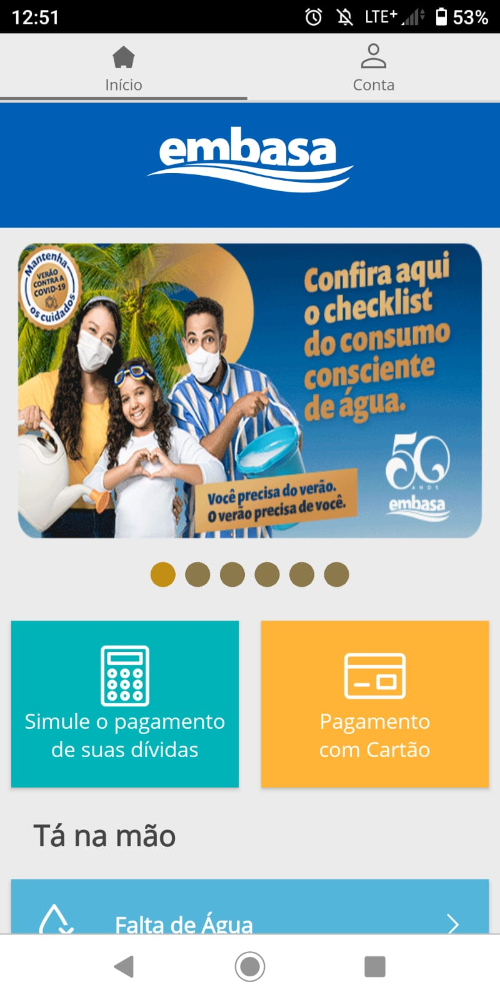 12:51
LTE+
53%
Início
Conta
embasa
Mantenha
VERÃO
CONTRA A
COVID-19
os cuidados
Confira aqui
o checklist
do consumo
consciente
de água.
50
ANOS
embasa
Você precisa do verão.
O verão precisa de você.
Simule o pagamento
de suas dívidas
Pagamento
com Cartão
Tá na mão
Falta de Água